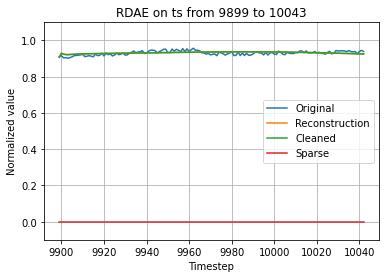 RDAE on ts from 9899 to 10043
Normalized value
1.0
0.8
0.6
0.4
0.2
0.0
Original
Reconstruction
Cleaned
Sparse
9900 9920 9940 9960 9980 10000 10020 10040
Timestep